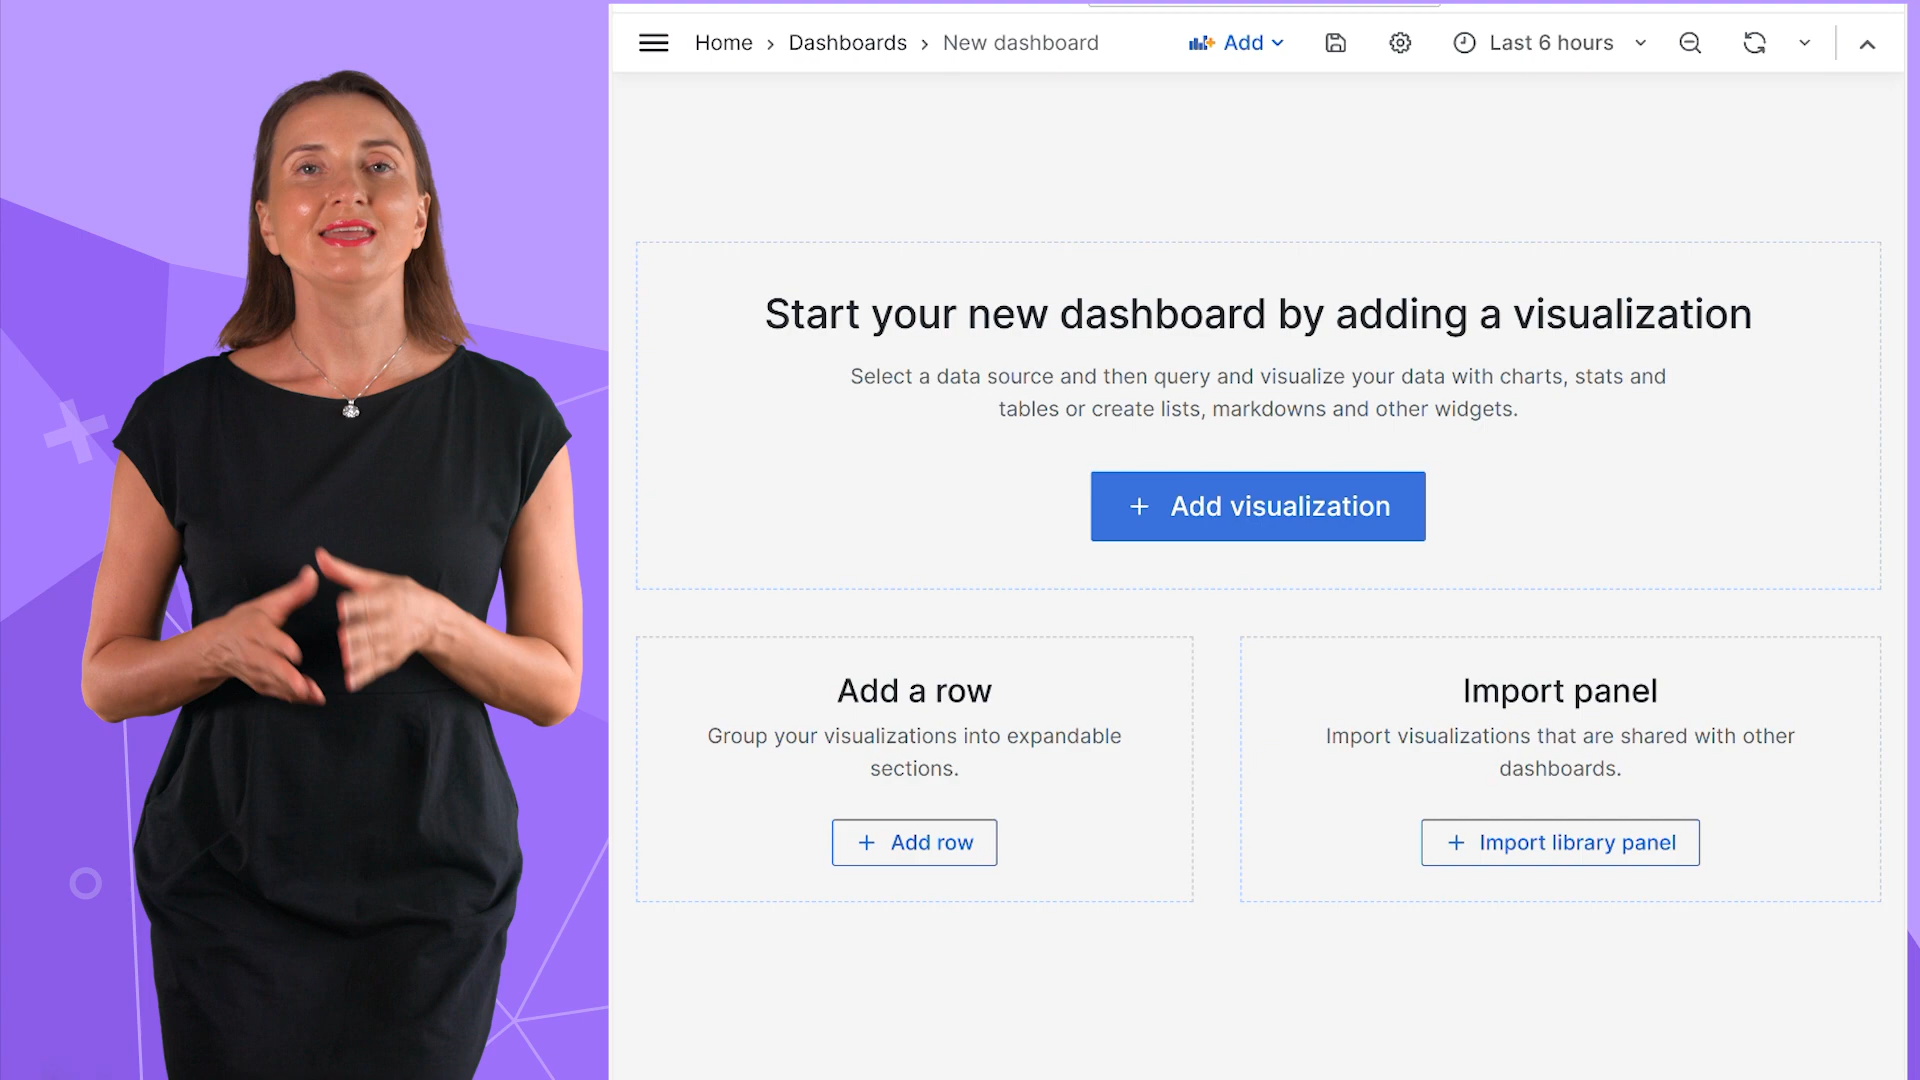 Home > Dashboards > New dashboard
Add
Last 6 hours
Start your new dashboard by adding a visualization
Select a data source and then query and visualize your data with charts, stats and
tables or create lists, markdowns and other widgets.
+ Add visualization
Add a row
Group your visualizations into expandable
sections.
+ Add row
Import panel
Import visualizations that are shared with other
dashboards.
+ Import library panel